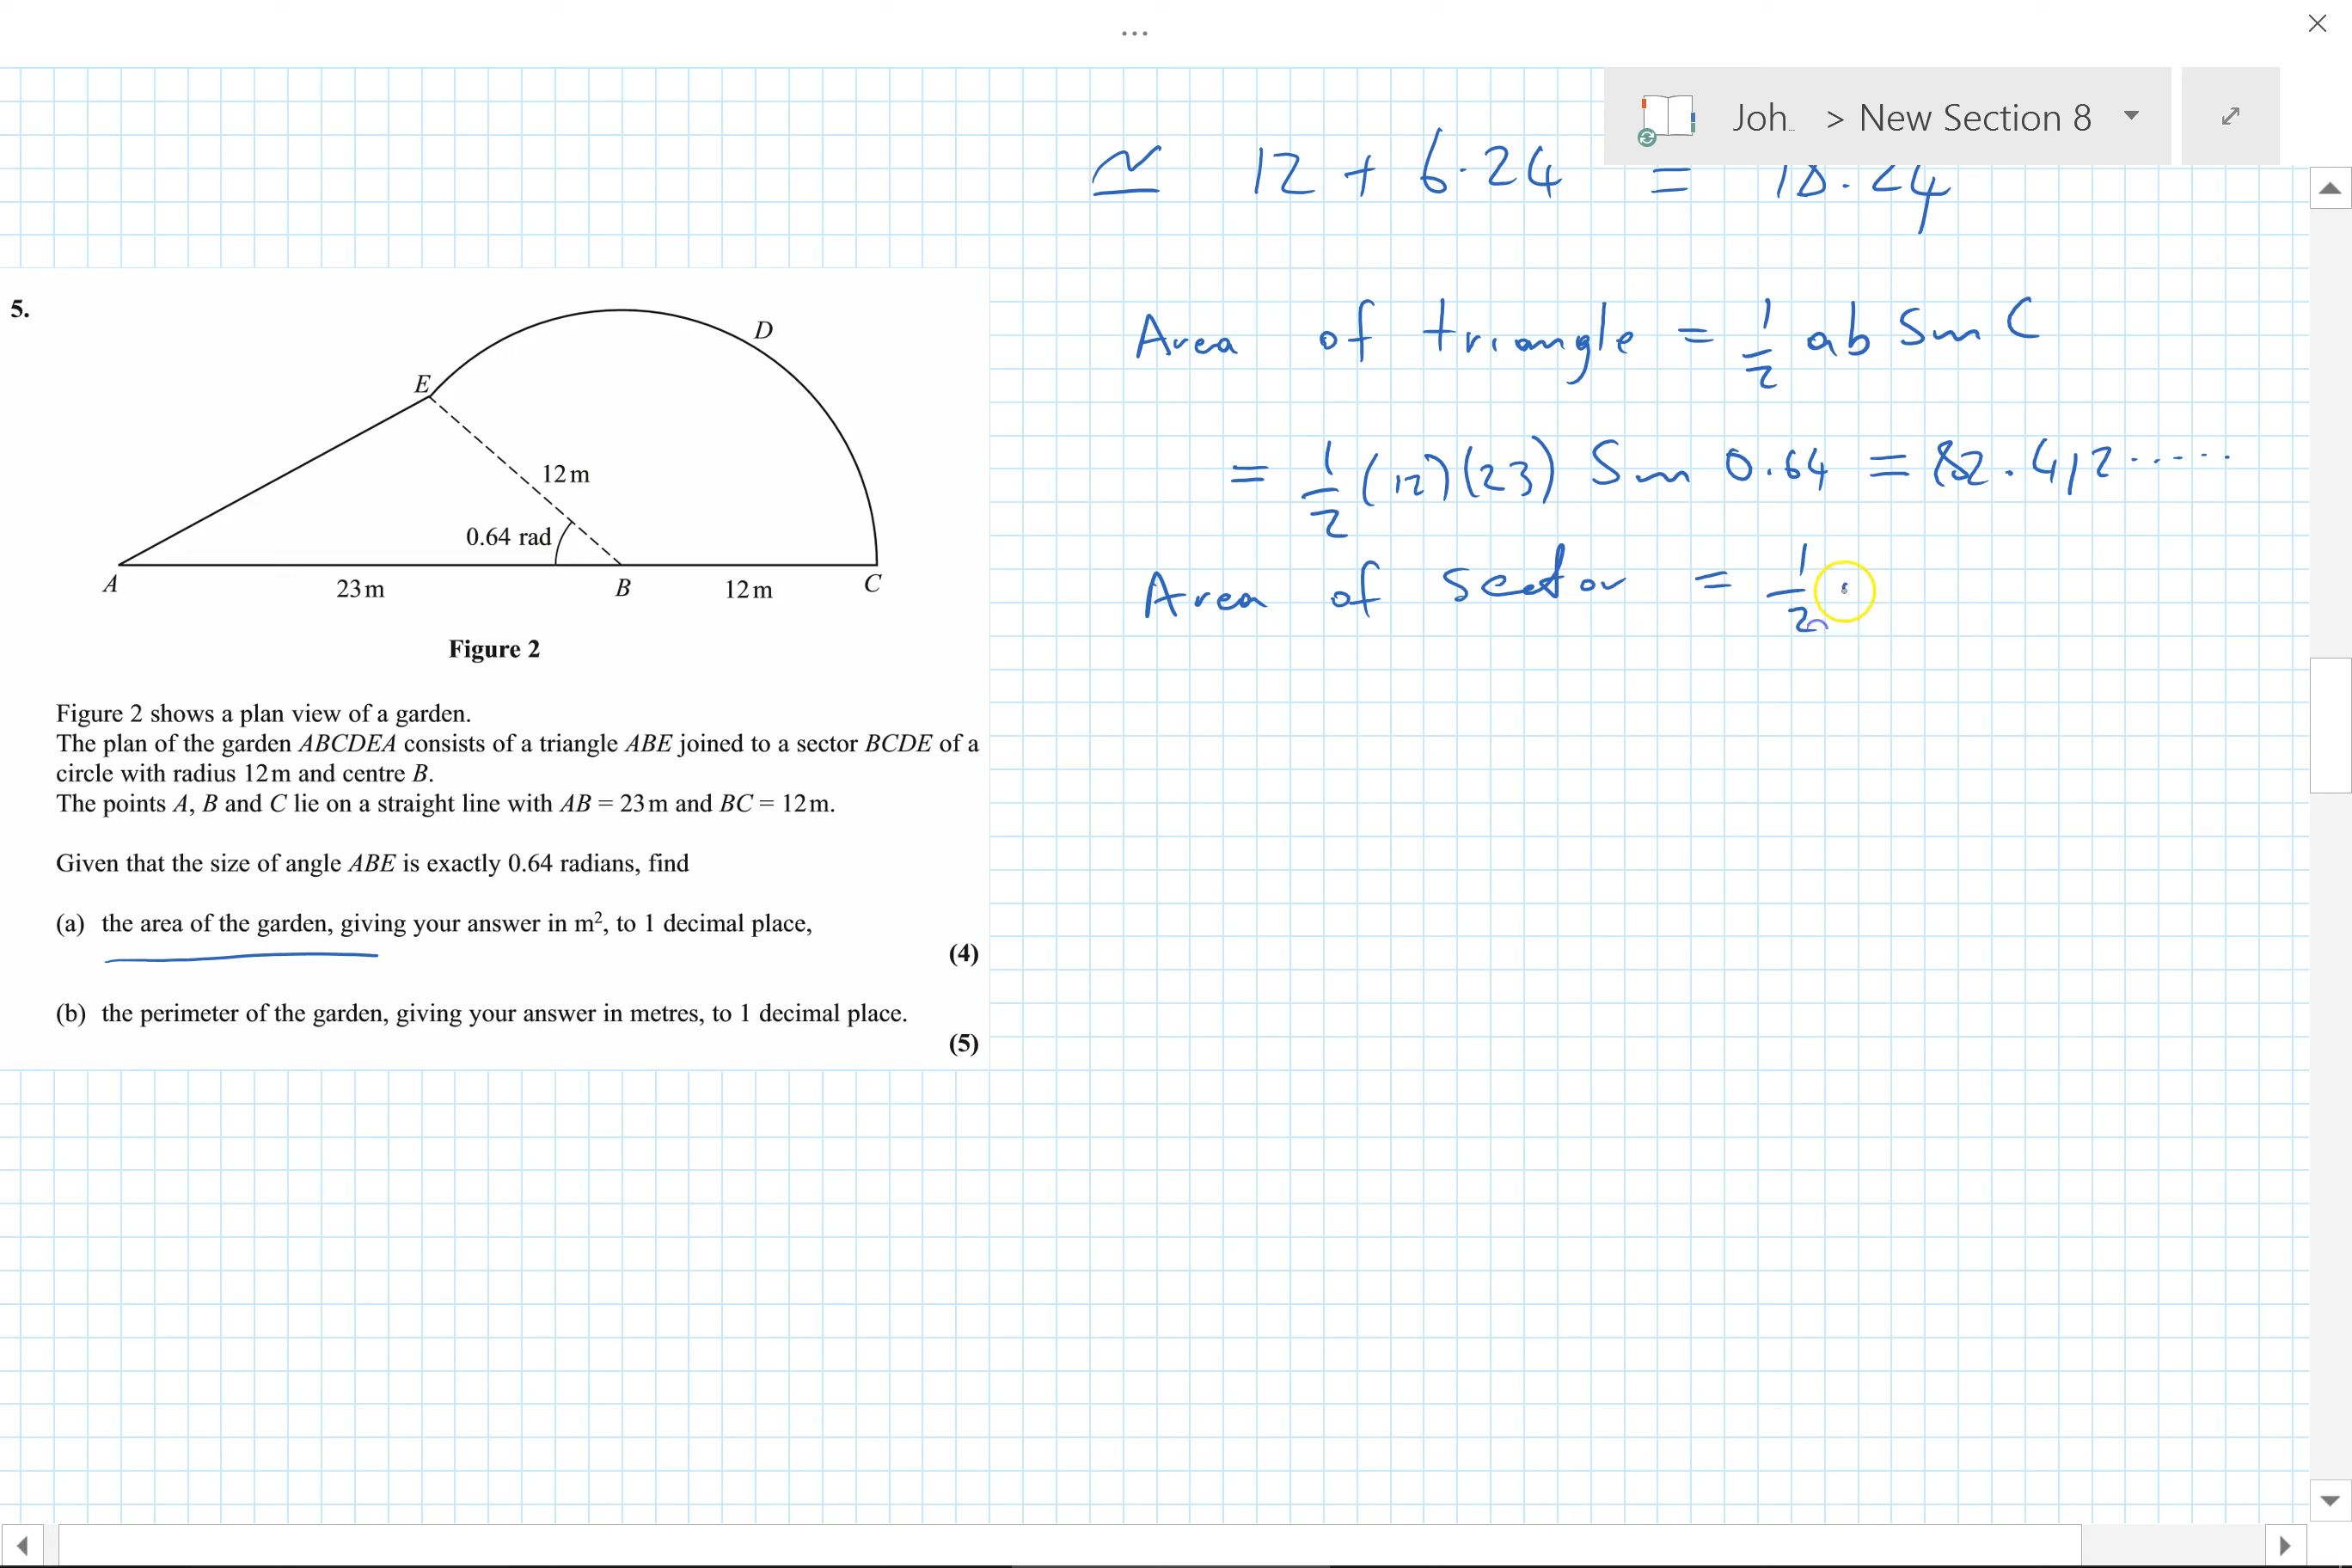 ...
Joh... > New Section 8
≃ 12 + 6.24 = 18.24
5.
D
E
12 m
0.64 rad
A
23 m
B
12 m
C
Figure 2
Figure 2 shows a plan view of a garden.
The plan of the garden ABCDEA consists of a triangle ABE joined to a sector BCDE of a
circle with radius 12 m and centre B.
The points A, B and C lie on a straight line with AB = 23 m and BC = 12 m.
Given that the size of angle ABE is exactly 0.64 radians, find
(a) the area of the garden, giving your answer in m², to 1 decimal place,
(4)
(b) the perimeter of the garden, giving your answer in metres, to 1 decimal place.
(5)
Area of triangle = 1/2 ab Sin C
= 1/2 (12)(23) Sin 0.64 = 82.412.....
Area of sector = 1/2